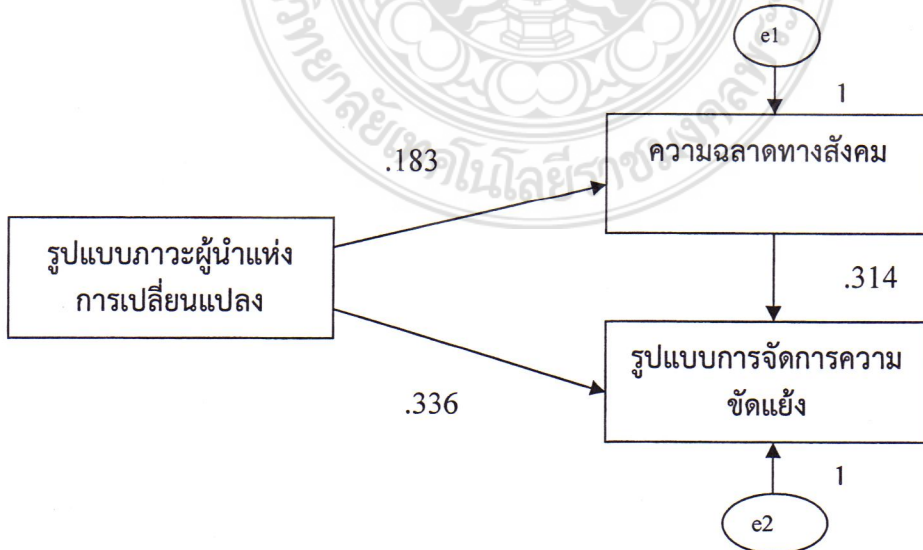 e1
1
ความฉลาดทางสังคม
.183
รูปแบบภาวะผู้นำแห่ง
การเปลี่ยนแปลง
.314
รูปแบบการจัดการความ
ขัดแย้ง
.336
1
e2